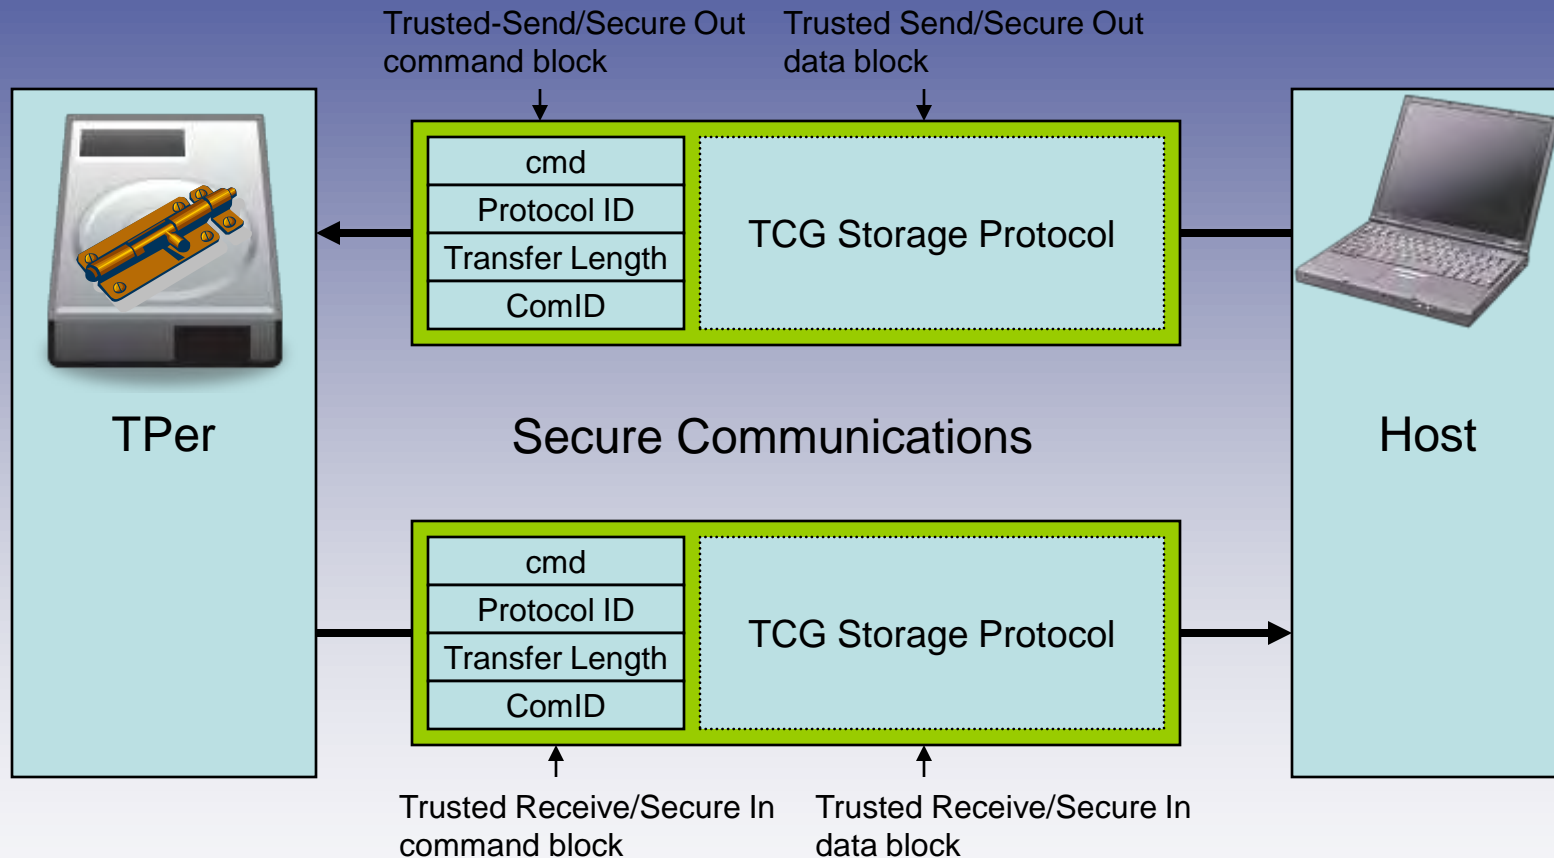 Trusted-Send/Secure Out
command block
Trusted Send/Secure Out
data block
cmd
Protocol ID
Transfer Length
ComID
TCG Storage Protocol
TPer
Secure Communications
Host
cmd
Protocol ID
Transfer Length
ComID
TCG Storage Protocol
Trusted Receive/Secure In
command block
Trusted Receive/Secure In
data block